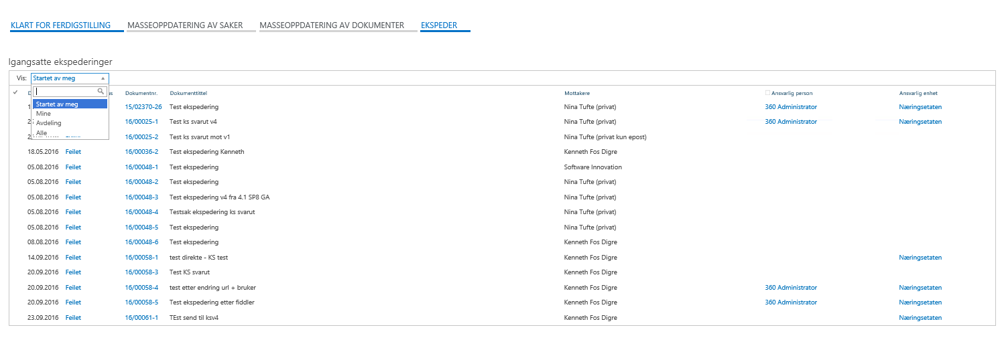 KLART FOR FERDIGSTILLING MASSEOPPDATERING AV SAKER MASSEOPPDATERING AV DOKUMENTER EKSPEDER
Igangsatte ekspederinger
Vis: Startet av meg
Startet av meg
Mine
Avdeling
Alle
Dokumentnr. Dokumenttittel Mottakere Ansvarlig person Ansvarlig enhet
15/02370-26 Test ekspedering Nina Tufte (privat) 360 Administrator Næringsetaten
16/00025-1 Test ks svarut v4 Nina Tufte (privat) 360 Administrator Næringsetaten
16/00025-2 Test ks svarut mot v1 Nina Tufte (privat kun epost)
18.05.2016 Feilet 16/00036-2 Test ekspedering Kenneth Kenneth Fos Digre
05.08.2016 Feilet 16/00048-1 Test ekspedering Software Innovation
05.08.2016 Feilet 16/00048-2 Test ekspedering Nina Tufte (privat)
05.08.2016 Feilet 16/00048-3 Test ekspedering v4 fra 4.1 SP8 GA Nina Tufte (privat)
05.08.2016 Feilet 16/00048-4 Testsak ekspedering ks svarut Nina Tufte (privat)
05.08.2016 Feilet 16/00048-5 Test ekspedering Nina Tufte (privat)
08.08.2016 Feilet 16/00048-6 Test ekspedering Kenneth Fos Digre
14.09.2016 Feilet 16/00058-1 test direkte - KS test Kenneth Fos Digre Næringsetaten
20.09.2016 Feilet 16/00058-3 Test KS svarut Kenneth Fos Digre
20.09.2016 Feilet 16/00058-4 test etter endring url + bruker Kenneth Fos Digre 360 Administrator Næringsetaten
20.09.2016 Feilet 16/00058-5 Test ekspedering etter fiddler Kenneth Fos Digre 360 Administrator Næringsetaten
23.09.2016 Feilet 16/00061-1 TEst send til ksv4 Kenneth Fos Digre Næringsetaten